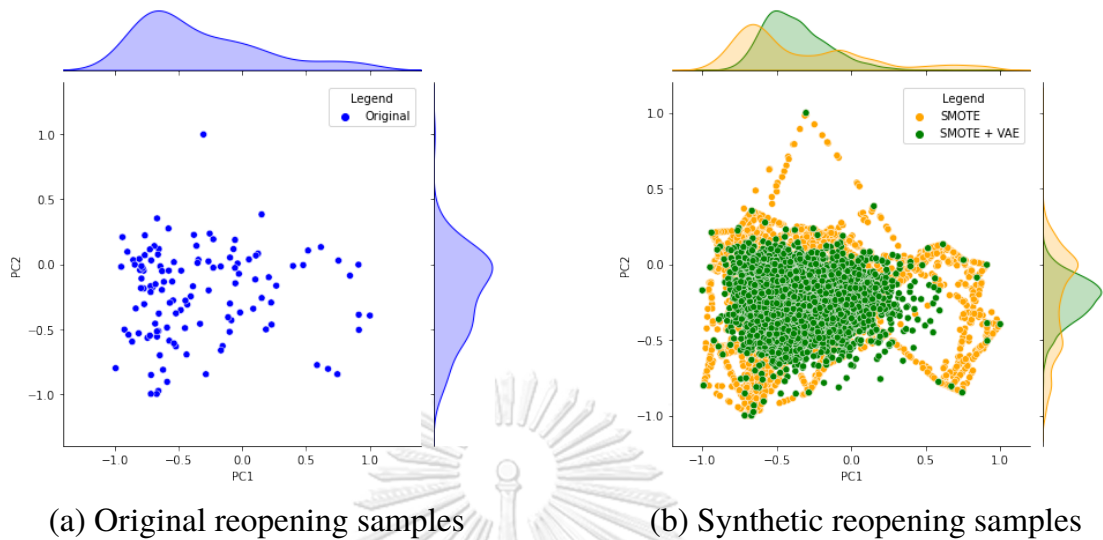 Legend
Original
1.0
0.5
0.0
−0.5
−1.0
PC2
−1.0 −0.5 0.0 0.5 1.0
PC1
(a) Original reopening samples
Legend
SMOTE
SMOTE + VAE
1.0
0.5
0.0
−0.5
−1.0
PC2
−1.0 −0.5 0.0 0.5 1.0
PC1
(b) Synthetic reopening samples